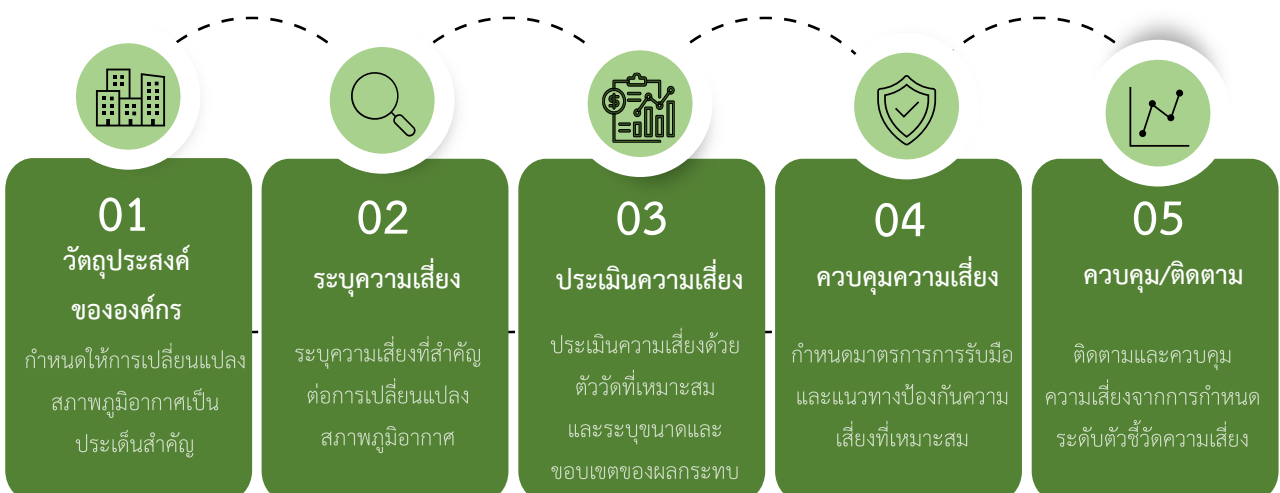 01
วัตถุประสงค์
ขององค์กร
กำหนดให้การเปลี่ยนแปลง
สภาพภูมิอากาศเป็น
ประเด็นสำคัญ
02
ระบุความเสี่ยง
ระบุความเสี่ยงที่สำคัญ
ต่อการเปลี่ยนแปลง
สภาพภูมิอากาศ
03
ประเมินความเสี่ยง
ประเมินความเสี่ยงด้วย
ตัววัดที่เหมาะสม
และระบุขนาดและ
ขอบเขตของผลกระทบ
04
ควบคุมความเสี่ยง
กำหนดมาตรการการรับมือ
และแนวทางป้องกันความ
เสี่ยงที่เหมาะสม
05
ควบคุม/ติดตาม
ติดตามและควบคุม
ความเสี่ยงจากการกำหนด
ระดับตัวชี้วัดความเสี่ยง